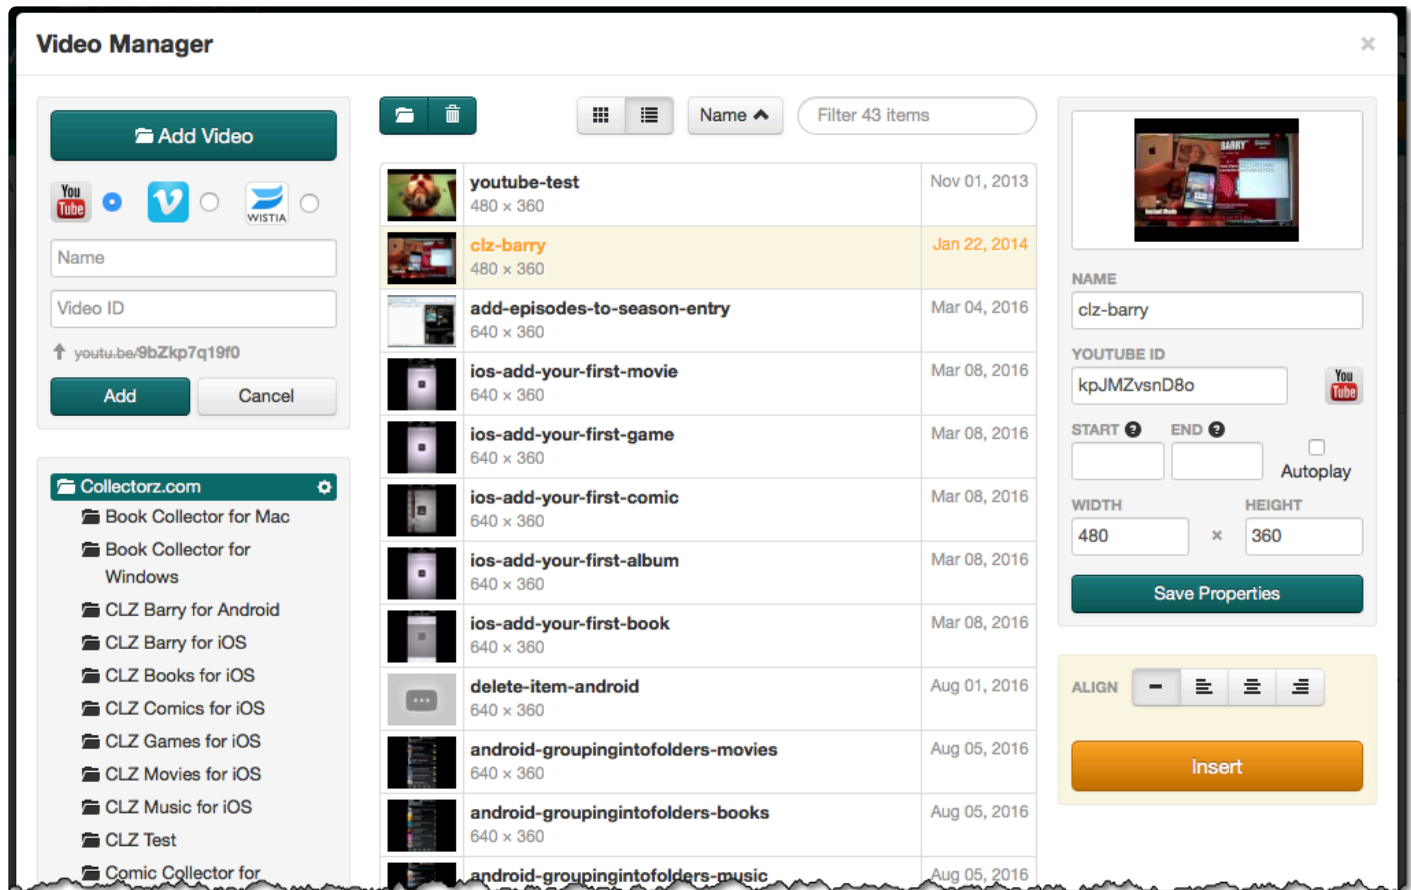 Video Manager
×
Add Video
You
Tube
WISTIA
Name
Video ID
youtu.be/9bZkp7q19f0
Add
Cancel
Collectorz.com
Book Collector for Mac
Book Collector for
Windows
CLZ Barry for Android
CLZ Barry for iOS
CLZ Books for iOS
CLZ Comics for iOS
CLZ Games for iOS
CLZ Movies for iOS
CLZ Music for iOS
CLZ Test
Comic Collector for
Name
Filter 43 items
youtube-test
Nov 01, 2013
480 × 360
clz-barry
Jan 22, 2014
480 × 360
add-episodes-to-season-entry
Mar 04, 2016
640 × 360
ios-add-your-first-movie
Mar 08, 2016
640 × 360
ios-add-your-first-game
Mar 08, 2016
640 × 360
ios-add-your-first-comic
Mar 08, 2016
640 × 360
ios-add-your-first-album
Mar 08, 2016
640 × 360
ios-add-your-first-book
Mar 08, 2016
640 × 360
delete-item-android
Aug 01, 2016
640 × 360
android-groupingintofolders-movies
Aug 05, 2016
640 × 360
android-groupingintofolders-books
Aug 05, 2016
640 × 360
android-groupingintofolders-music
Aug 05, 2016
BARRY
NAME
clz-barry
YOUTUBE ID
kpJMZvsnD8o
You
Tube
START ?
END ?
Autoplay
WIDTH
HEIGHT
480
×
360
Save Properties
ALIGN
Insert